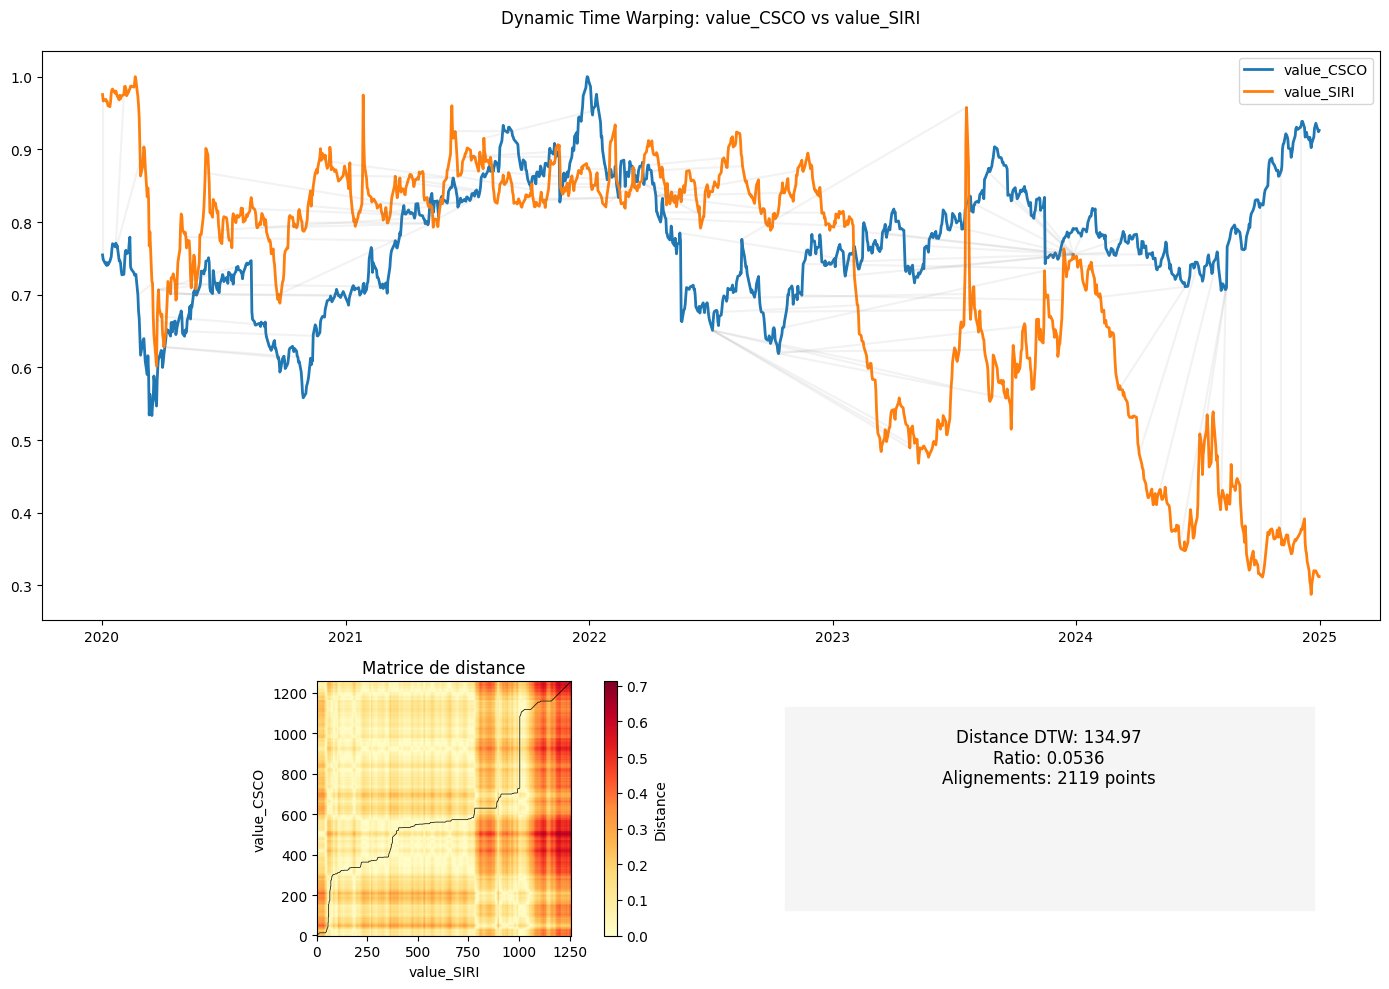 Dynamic Time Warping: value_CSCO vs value_SIRI
value_CSCO
value_SIRI
1.0
0.9
0.8
0.7
0.6
0.5
0.4
0.3
2020 2021 2022 2023 2024 2025
Matrice de distance
1200
1000
800
600
400
200
0
value_CSCO
0 250 500 750 1000 1250
value_SIRI
0.7
0.6
0.5
0.4
0.3
0.2
0.1
0.0
Distance
Distance DTW: 134.97
Ratio: 0.0536
Alignements: 2119 points